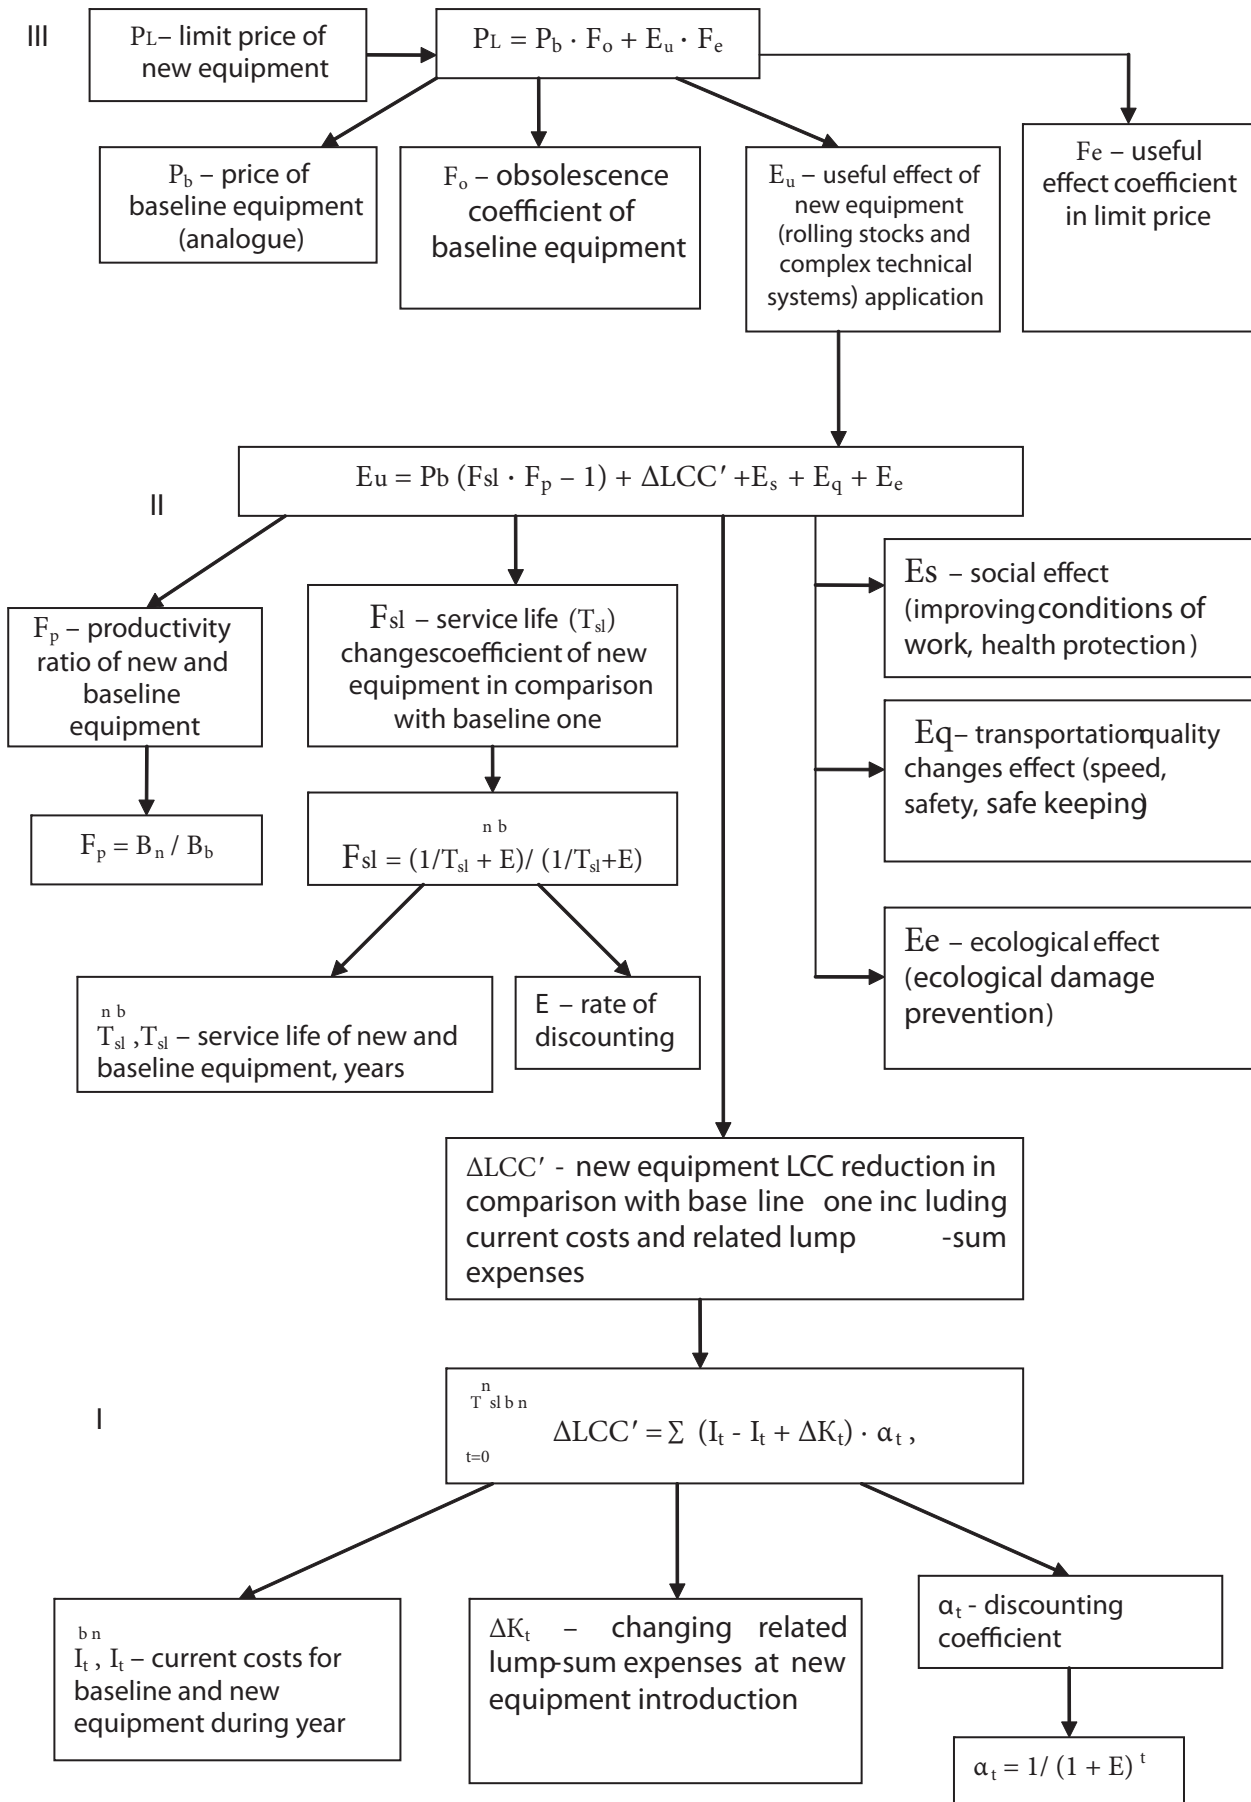 III
PL– limit price of
new equipment
PL = Pb · Fo + Eu · Fe
Pb – price of
baseline equipment
(analogue)
Fo – obsolescence
coefficient of
baseline equipment
Eu – useful effect of
new equipment
(rolling stocks and
complex technical
systems) application
Fe – useful
effect coefficient
in limit price
Eu = Pb (Fsl · Fp – 1) + ΔLCC′ +Es + Eq + Ee
II
Fp – productivity
ratio of new and
baseline
equipment
Fsl – service life (Tsl)
changescoefficient of new
equipment in comparison
with baseline one
Es – social effect
(improving conditions of
work, health protection)
Eq– transportation quality
changes effect (speed,
safety, safe keeping)
Ee – ecological effect
(ecological damage
prevention)
Fp = Bn / Bb
n b
Fsl = (1/Tsl + E)/ (1/Tsl+E)
n b
Tsl ,Tsl – service life of new and
baseline equipment, years
E – rate of
discounting
ΔLCC′ - new equipment LCC reduction in
comparison with base line one inc luding
current costs and related lump -sum
expenses
I
n
T sl b n
ΔLCC′ = Σ (It - It + ΔKt) · αt ,
t=0
b n
It , It – current costs for
baseline and new
equipment during year
ΔKt – changing related
lump-sum expenses at new
equipment introduction
αt - discounting
coefficient
αt = 1/ (1 + E) t